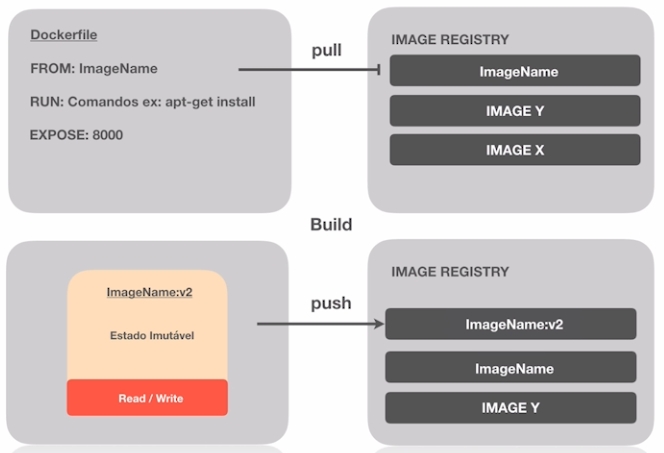 Dockerfile
FROM: ImageName
RUN: Comandos ex: apt-get install
EXPOSE: 8000
pull
IMAGE REGISTRY
ImageName
IMAGE Y
IMAGE X
Build
ImageName:v2
Estado Imutável
Read / Write
push
IMAGE REGISTRY
ImageName:v2
ImageName
IMAGE Y